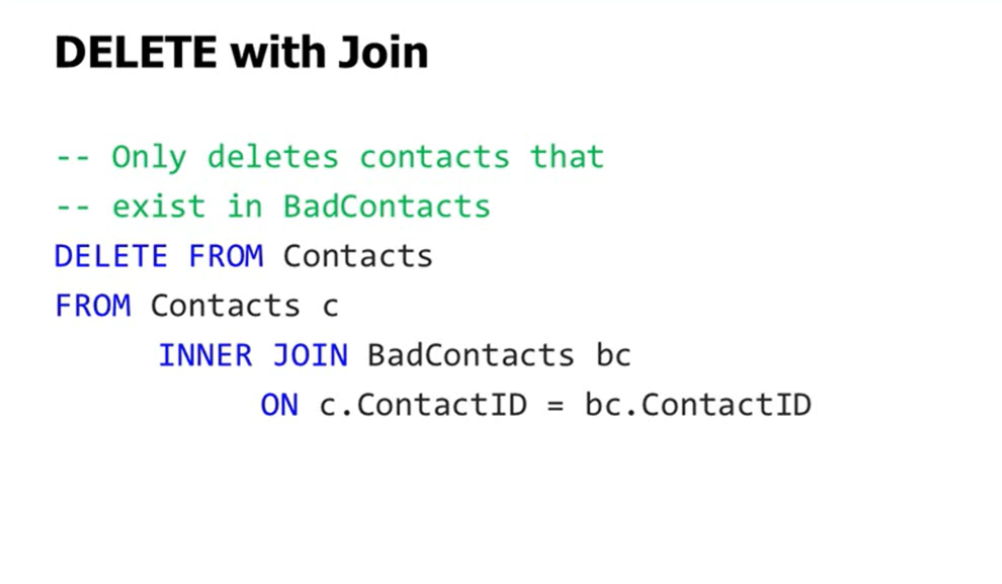 DELETE with Join
-- Only deletes contacts that
-- exist in BadContacts
DELETE FROM Contacts
FROM Contacts c
INNER JOIN BadContacts bc
ON c.ContactID = bc.ContactID